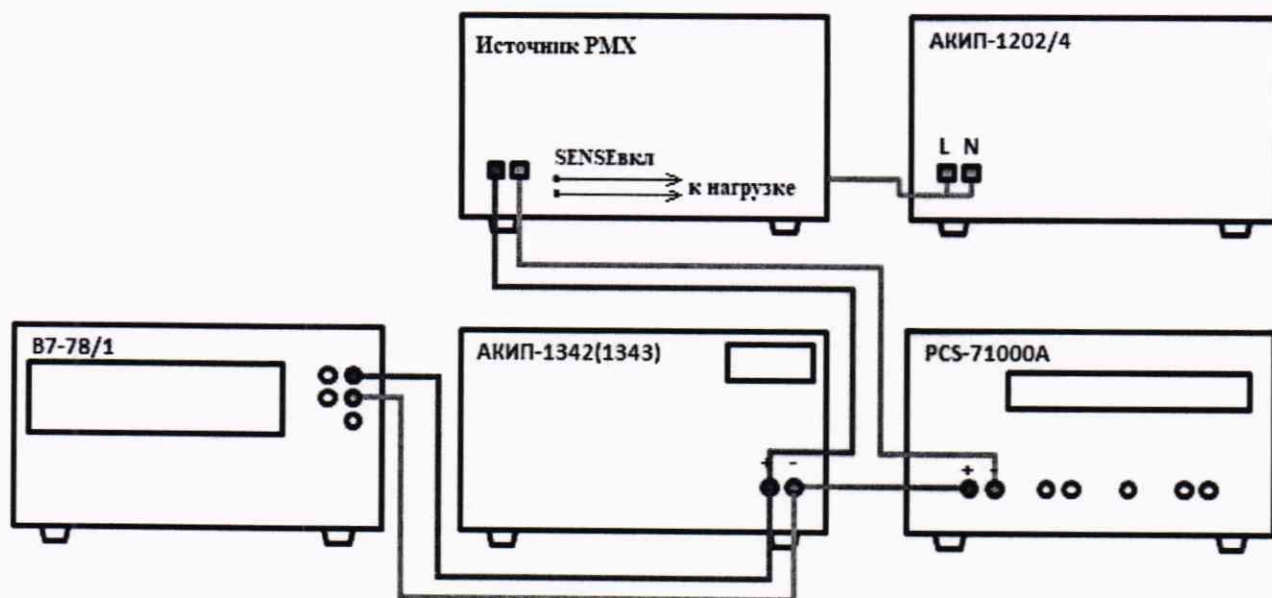 Источник PMX
SENSEвкл
к нагрузке
АКИП-1202/4
L N
В7-78/1
АКИП-1342(1343)
+ -
PCS-71000A
+ -